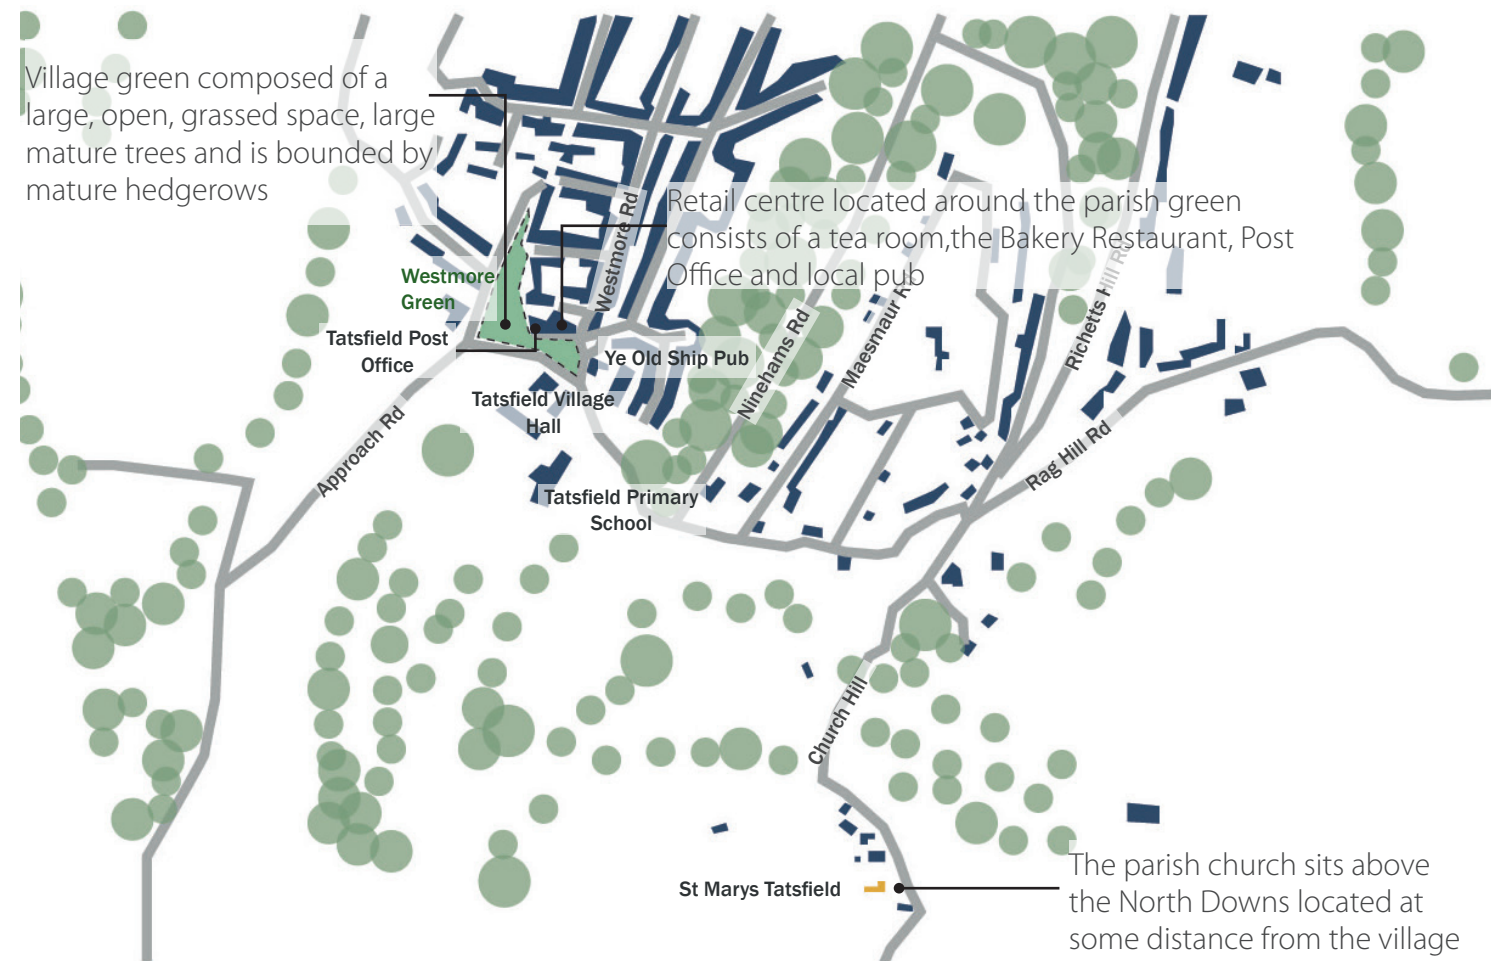 Village green composed of a
large, open, grassed space, large
mature trees and is bounded by
mature hedgerows
Retail centre located around the parish green
consists of a tea room,the Bakery Restaurant, Post
Office and local pub
Westmore Rd
Westmore
Green
Tatsfield Post
Office
Ye Old Ship Pub
Tatsfield Village
Hall
Approach Rd
Ninehams Rd
Maesmaur Rd
Richetts Hill Rd
Rag Hill Rd
Tatsfield Primary
School
Church Hill
St Marys Tatsfield
The parish church sits above
the North Downs located at
some distance from the village